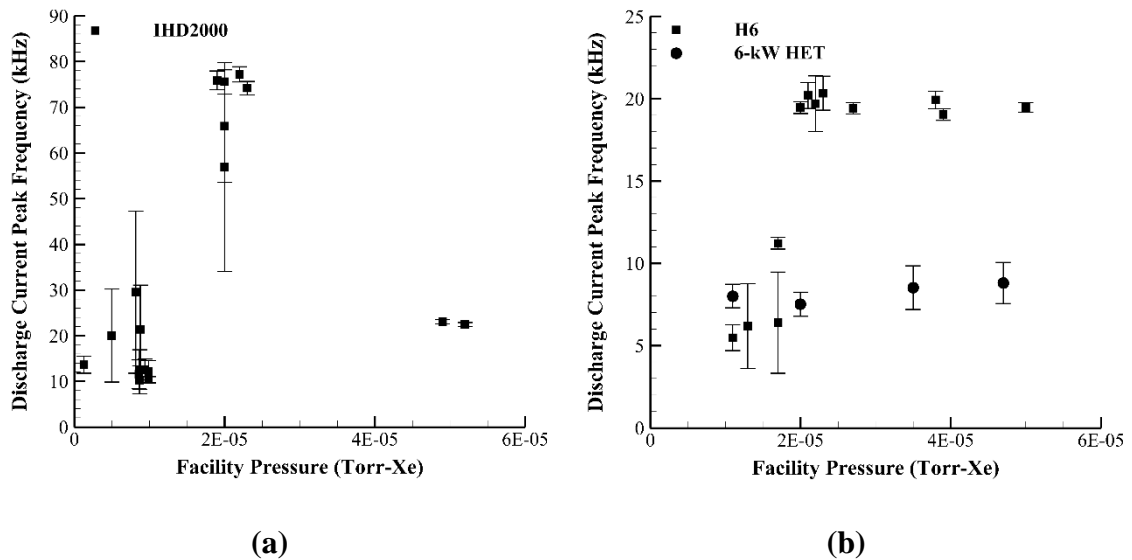 90
80
70
60
50
40
30
20
10
0
Discharge Current Peak Frequency (kHz)
IHD2000
0 2E-05 4E-05 6E-05
Facility Pressure (Torr-Xe)
(a)
25
20
15
10
5
0
Discharge Current Peak Frequency (kHz)
H6
6-kW HET
0 2E-05 4E-05 6E-05
Facility Pressure (Torr-Xe)
(b)